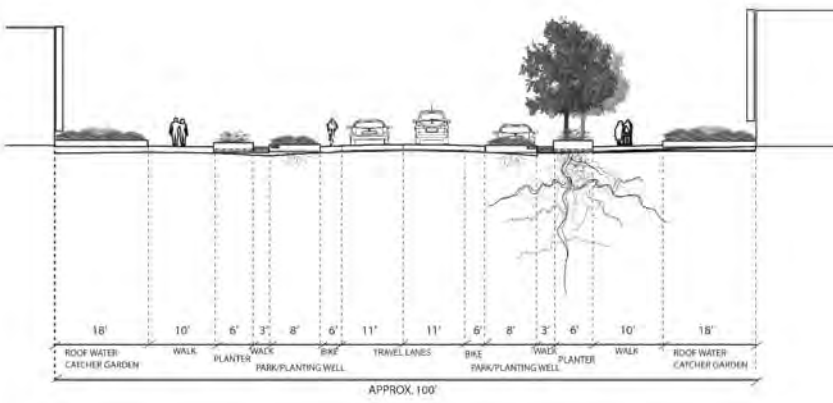 18' 10' 6' 3' 8' 6' 11' 11' 6' 8' 3' 6' 10' 18'
ROOF WATER CATCHER GARDEN
WALK
PLANTER
WALK
PARK/PLANTING WELL
BIKE
TRAVEL LANES
BIKE
PARK/PLANTING WELL
WALK
PLANTER
WALK
ROOF WATER CATCHER GARDEN
APPROX. 100'